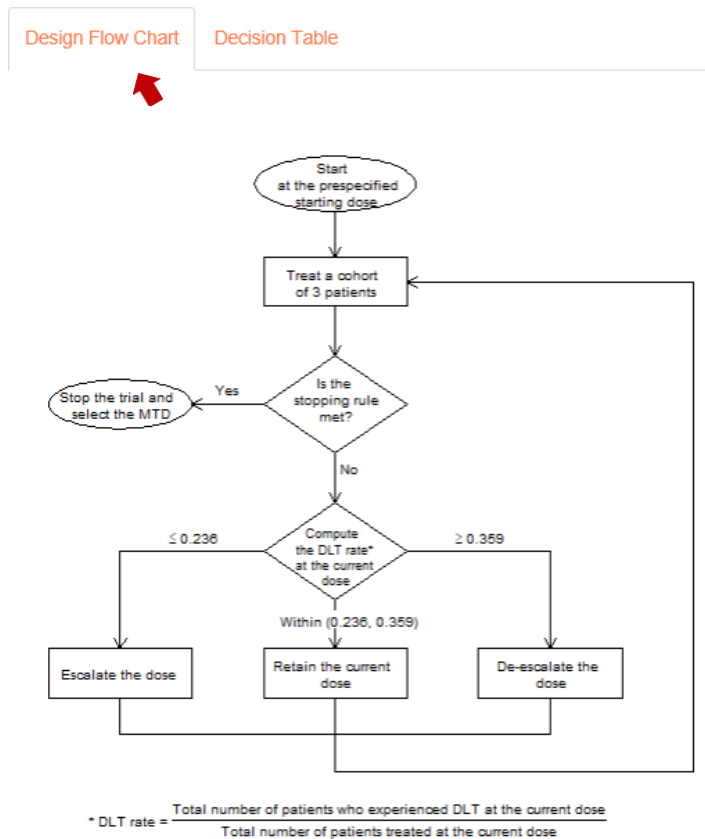 Design Flow Chart
Decision Table
Start
at the prespecified
starting dose
Treat a cohort
of 3 patients
Is the
stopping rule
met?
Yes
Stop the trial and
select the MTD
No
Compute
the DLT rate*
at the current
dose
≤ 0.236
≥ 0.359
Within (0.236, 0.359)
Escalate the dose
Retain the current
dose
De-escalate the
dose
* DLT rate =
Total number of patients who experienced DLT at the current dose
Total number of patients treated at the current dose